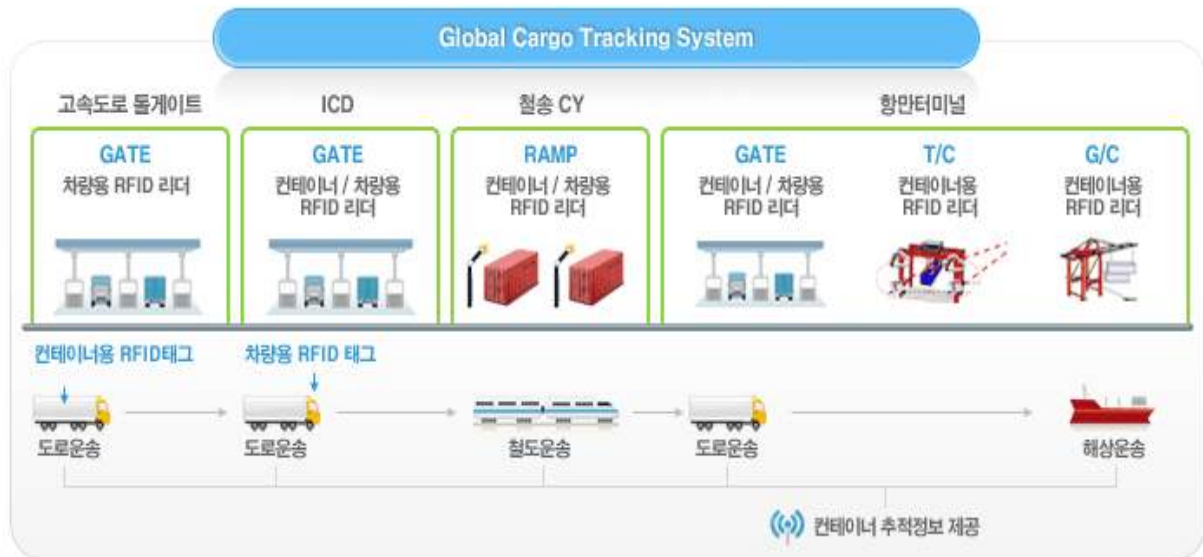 Global Cargo Tracking System
고속도로 톨게이트
ICD
철송 CY
항만터미널
GATE
차량용 RFID 리더
GATE
컨테이너 / 차량용
RFID 리더
RAMP
컨테이너 / 차량용
RFID 리더
GATE
컨테이너 / 차량용
RFID 리더
T/C
컨테이너용
RFID 리더
G/C
컨테이너용
RFID 리더
컨테이너용 RFID태그
차량용 RFID 태그
도로운송
도로운송
철도운송
도로운송
해상운송
컨테이너 추적정보 제공